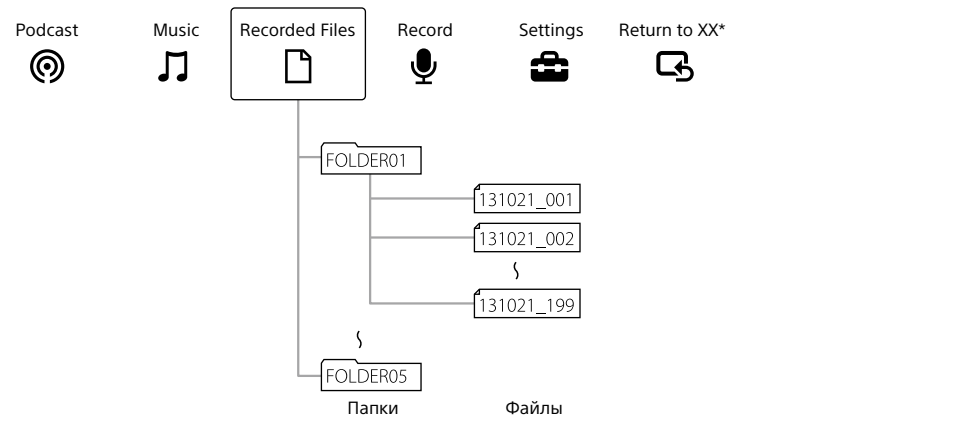 Podcast Music Recorded Files Record Settings Return to XX*
FOLDER01
131021_001
131021_002
131021_199
FOLDER05
Папки Файлы